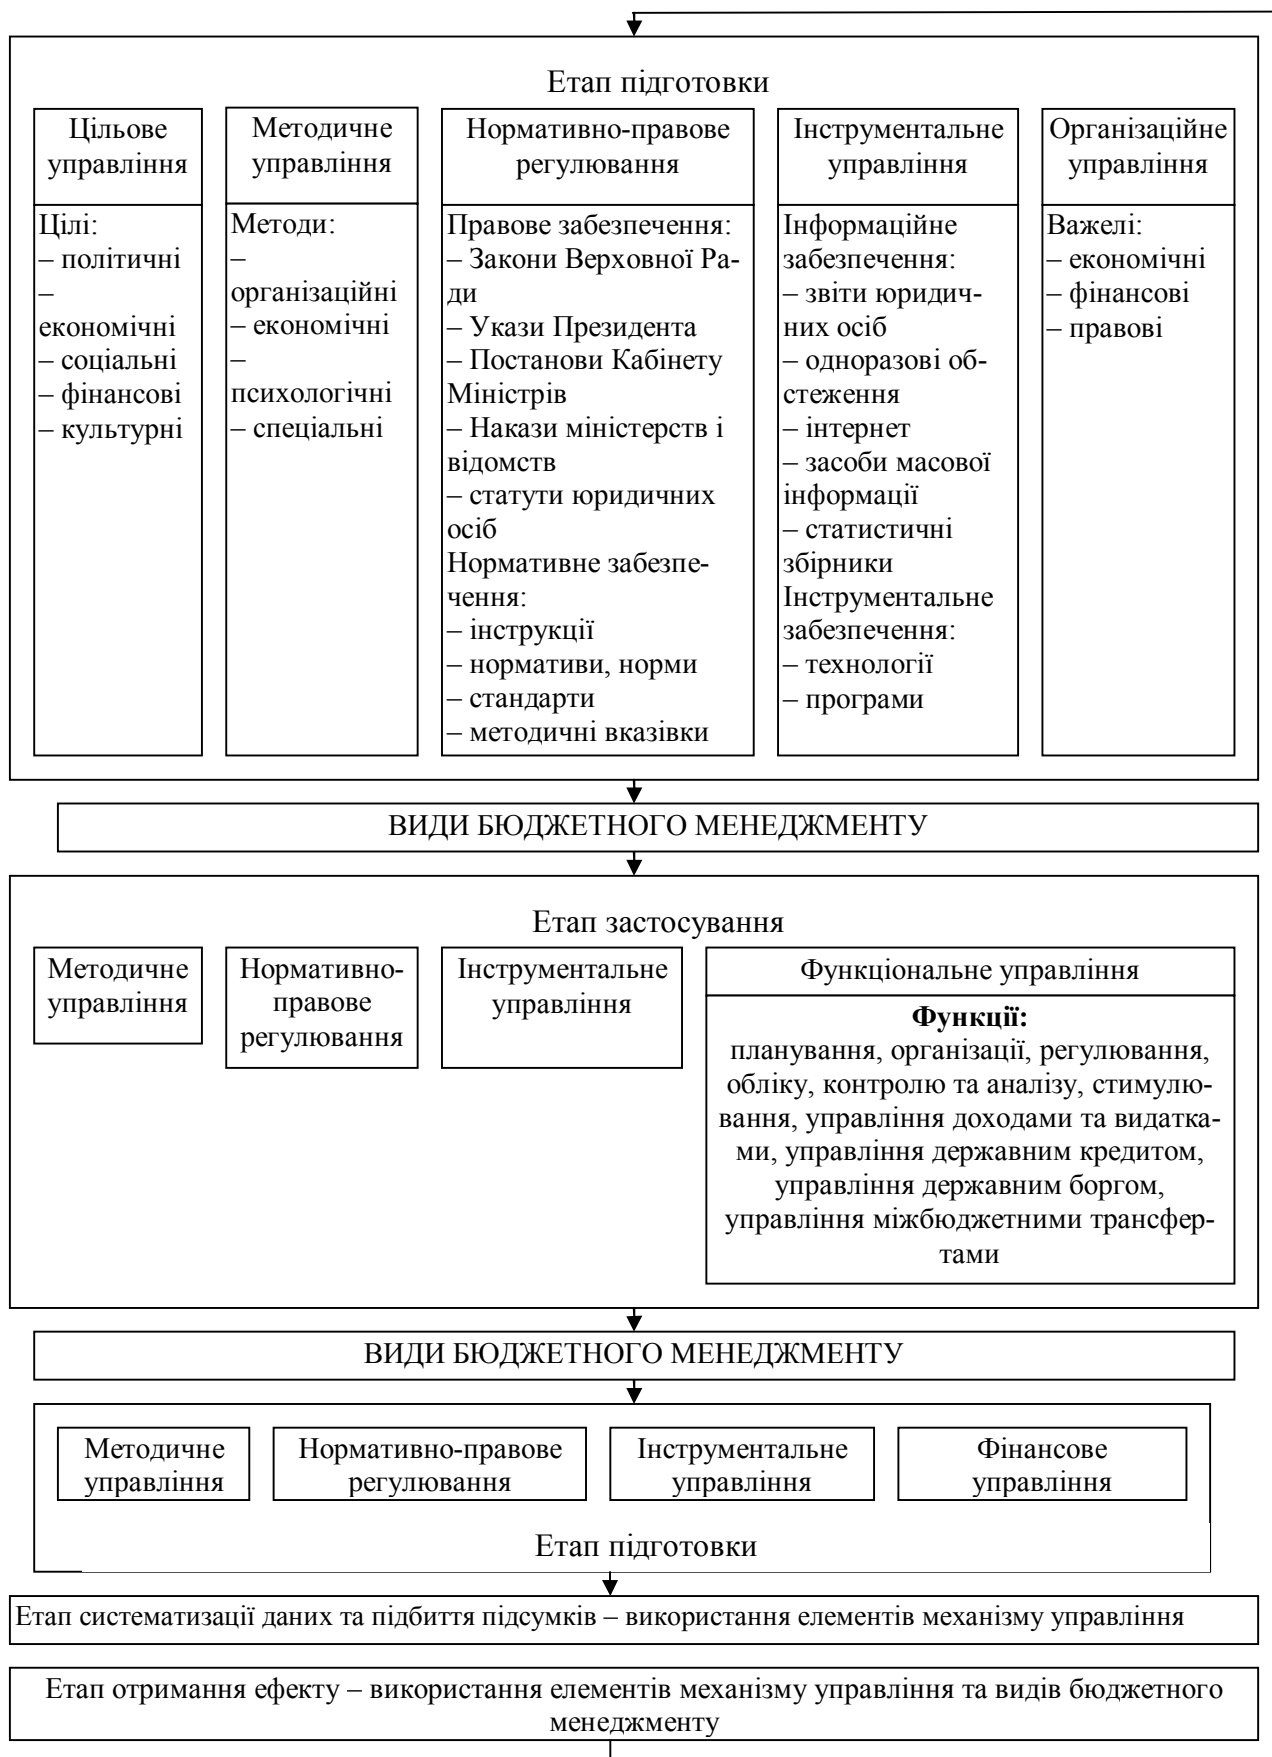 Етап підготовки
Цільове
управління
Цілі:
– політичні
–
економічні
– соціальні
– фінансові
– культурні
Методичне
управління
Методи:
–
організаційні
– економічні
–
психологічні
– спеціальні
Нормативно-правове
регулювання
Правове забезпечення:
– Закони Верховної Ра-
ди
– Укази Президента
– Постанови Кабінету
Міністрів
– Накази міністерств і
відомств
– статути юридичних
осіб
Нормативне забезпе-
чення:
– інструкції
– нормативи, норми
– стандарти
– методичні вказівки
Інструментальне
управління
Інформаційне
забезпечення:
– звіти юридич-
них осіб
– одноразові об-
стеження
– інтернет
– засоби масової
інформації
– статистичні
збірники
Інструментальне
забезпечення:
– технології
– програми
Організаційне
управління
Важелі:
– економічні
– фінансові
– правові
ВИДИ БЮДЖЕТНОГО МЕНЕДЖМЕНТУ
Етап застосування
Методичне
управління
Нормативно-
правове
регулювання
Інструментальне
управління
Функціональне управління
Функції:
планування, організації, регулювання,
обліку, контролю та аналізу, стимулю-
вання, управління доходами та видатка-
ми, управління державним кредитом,
управління державним боргом,
управління міжбюджетними трансфер-
тами
ВИДИ БЮДЖЕТНОГО МЕНЕДЖМЕНТУ
Методичне
управління
Нормативно-правове
регулювання
Інструментальне
управління
Фінансове
управління
Етап підготовки
Етап систематизації даних та підбиття підсумків – використання елементів механізму управління
Етап отримання ефекту – використання елементів механізму управління та видів бюджетного
менеджменту